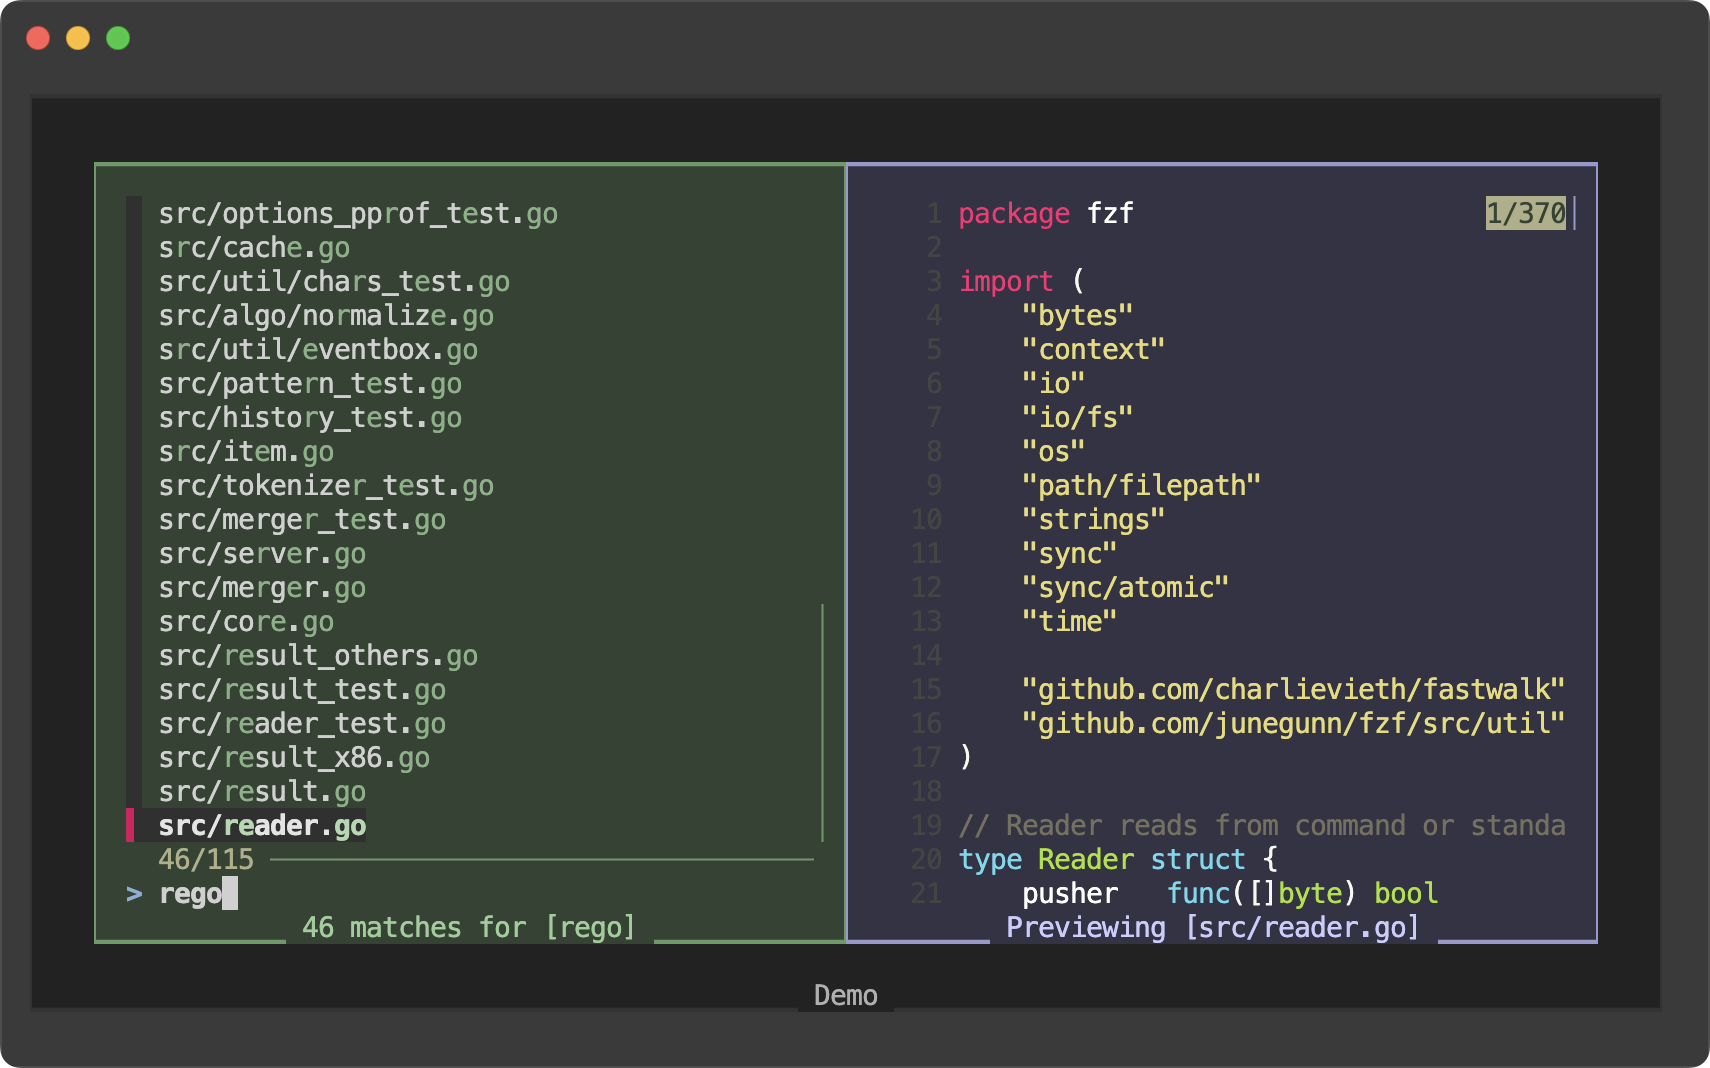 src/options_pprof_test.go
src/cache.go
src/util/chars_test.go
src/algo/normalize.go
src/util/eventbox.go
src/pattern_test.go
src/history_test.go
src/item.go
src/tokenizer_test.go
src/merger_test.go
src/server.go
src/merger.go
src/core.go
src/result_others.go
src/result_test.go
src/reader_test.go
src/result_x86.go
src/result.go
src/reader.go
46/115
> rego
46 matches for [rego]
1 package fzf 1/370
2
3 import (
4     "bytes"
5     "context"
6     "io"
7     "io/fs"
8     "os"
9     "path/filepath"
10     "strings"
11     "sync"
12     "sync/atomic"
13     "time"
14
15     "github.com/charlievieth/fastwalk"
16     "github.com/junegunn/fzf/src/util"
17 )
18
19 // Reader reads from command or standa
20 type Reader struct {
21     pusher   func([]byte) bool
Previewing [src/reader.go]
Demo